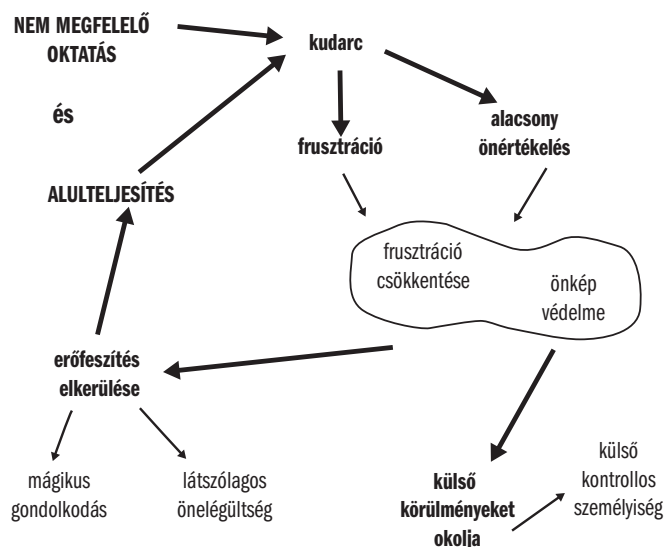 NEM MEGFELELŐ
OKTATÁS
és
ALULTELJESÍTÉS
kudarc
frusztráció
alacsony
önértékelés
frusztráció
csökkentése
önkép
védelme
erőfeszítés
elkerülése
mágikus
gondolkodás
látszólagos
önelégültség
külső
körülményeket
okolja
külső
kontrollos
személyiség